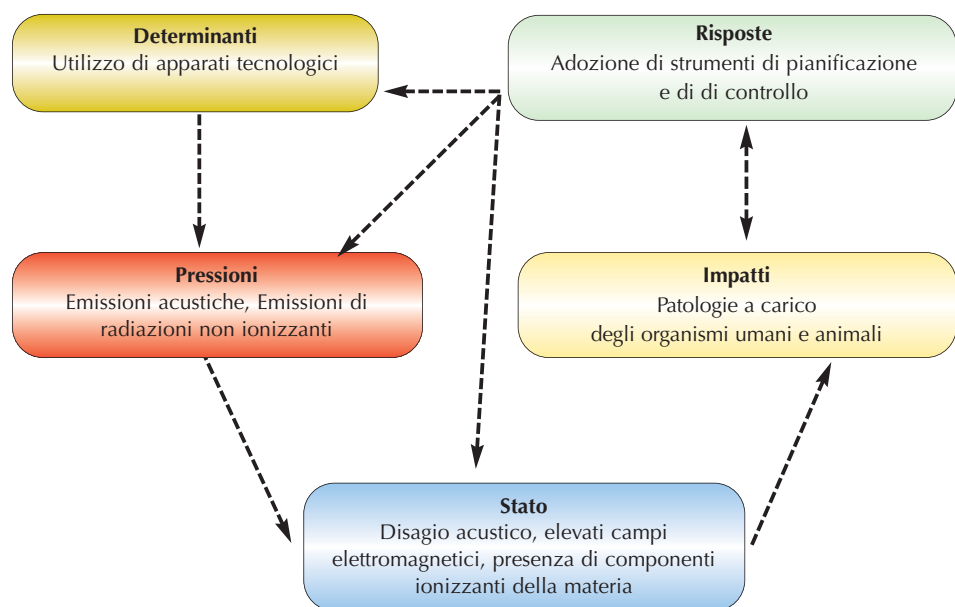 Determinanti
Utilizzo di apparati tecnologici
Risposte
Adozione di strumenti di pianificazione
e di di controllo
Pressioni
Emissioni acustiche, Emissioni di
radiazioni non ionizzanti
Impatti
Patologie a carico
degli organismi umani e animali
Stato
Disagio acustico, elevati campi
elettromagnetici, presenza di componenti
ionizzanti della materia